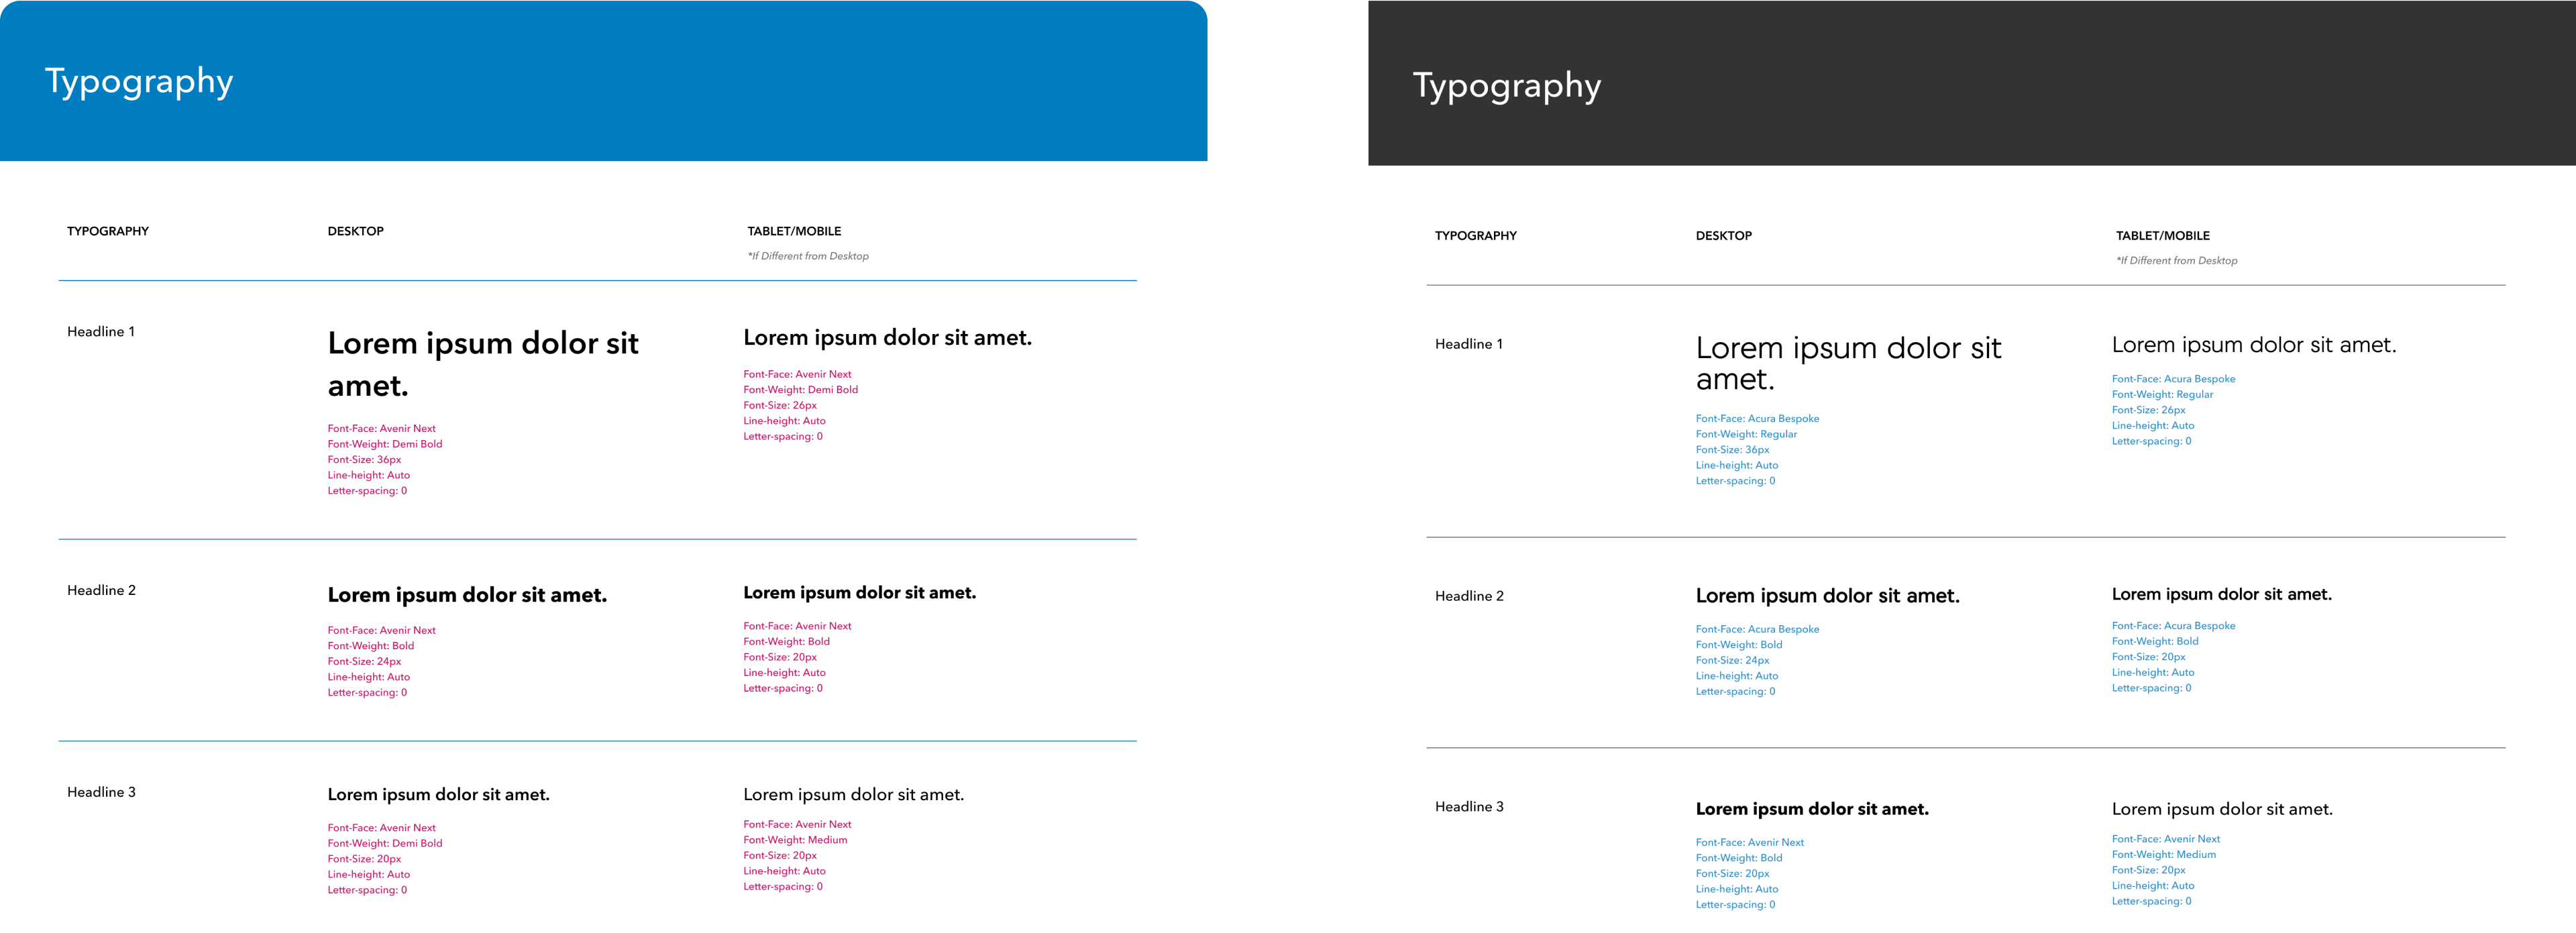 Typography
TYPOGRAPHY
DESKTOP
TABLET/MOBILE
*If Different from Desktop
Headline 1
Lorem ipsum dolor sit
amet.
Font-Face: Avenir Next
Font-Weight: Demi Bold
Font-Size: 36px
Line-height: Auto
Letter-spacing: 0
Lorem ipsum dolor sit amet.
Font-Face: Avenir Next
Font-Weight: Demi Bold
Font-Size: 26px
Line-height: Auto
Letter-spacing: 0
Headline 2
Lorem ipsum dolor sit amet.
Font-Face: Avenir Next
Font-Weight: Bold
Font-Size: 24px
Line-height: Auto
Letter-spacing: 0
Lorem ipsum dolor sit amet.
Font-Face: Avenir Next
Font-Weight: Bold
Font-Size: 20px
Line-height: Auto
Letter-spacing: 0
Headline 3
Lorem ipsum dolor sit amet.
Font-Face: Avenir Next
Font-Weight: Demi Bold
Font-Size: 20px
Line-height: Auto
Letter-spacing: 0
Lorem ipsum dolor sit amet.
Font-Face: Avenir Next
Font-Weight: Medium
Font-Size: 20px
Line-height: Auto
Letter-spacing: 0
Typography
TYPOGRAPHY
DESKTOP
TABLET/MOBILE
*If Different from Desktop
Headline 1
Lorem ipsum dolor sit
amet.
Font-Face: Acura Bespoke
Font-Weight: Regular
Font-Size: 36px
Line-height: Auto
Letter-spacing: 0
Lorem ipsum dolor sit amet.
Font-Face: Acura Bespoke
Font-Weight: Regular
Font-Size: 26px
Line-height: Auto
Letter-spacing: 0
Headline 2
Lorem ipsum dolor sit amet.
Font-Face: Acura Bespoke
Font-Weight: Bold
Font-Size: 24px
Line-height: Auto
Letter-spacing: 0
Lorem ipsum dolor sit amet.
Font-Face: Acura Bespoke
Font-Weight: Bold
Font-Size: 20px
Line-height: Auto
Letter-spacing: 0
Headline 3
Lorem ipsum dolor sit amet.
Font-Face: Avenir Next
Font-Weight: Bold
Font-Size: 20px
Line-height: Auto
Letter-spacing: 0
Lorem ipsum dolor sit amet.
Font-Face: Avenir Next
Font-Weight: Medium
Font-Size: 20px
Line-height: Auto
Letter-spacing: 0